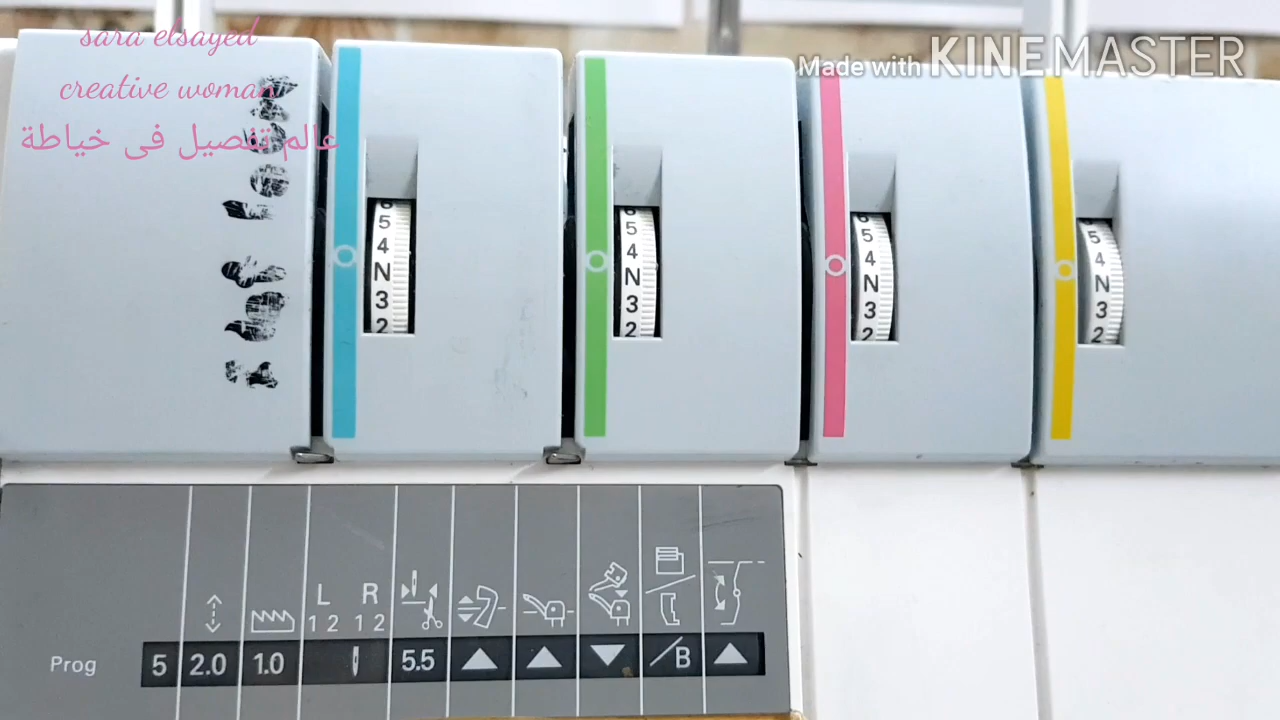 sara elsayed
creative woman
عالم تفصيل فى خياطة
Made with KINEMASTER
6 5 4 N 3 2
5 4 N 3 2
6 5 4 N 3 2
5 4 N 3 2
L R
1 2 1 2
Prog 5 2.0 1.0 5.5 /B